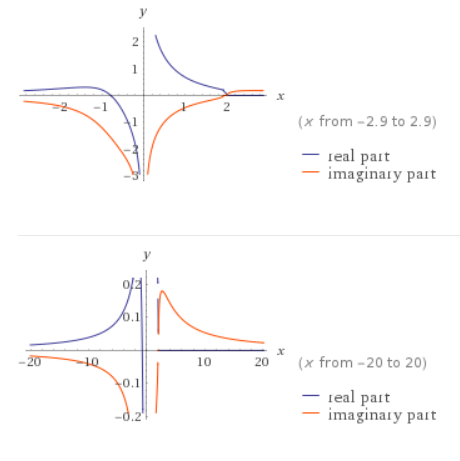 y
2
1
-2 -1 1 2 x
-1
-2
-3
(x from −2.9 to 2.9)
real part
imaginary part
y
0.2
0.1
-20 -10 10 20 x
-0.1
-0.2
(x from −20 to 20)
real part
imaginary part